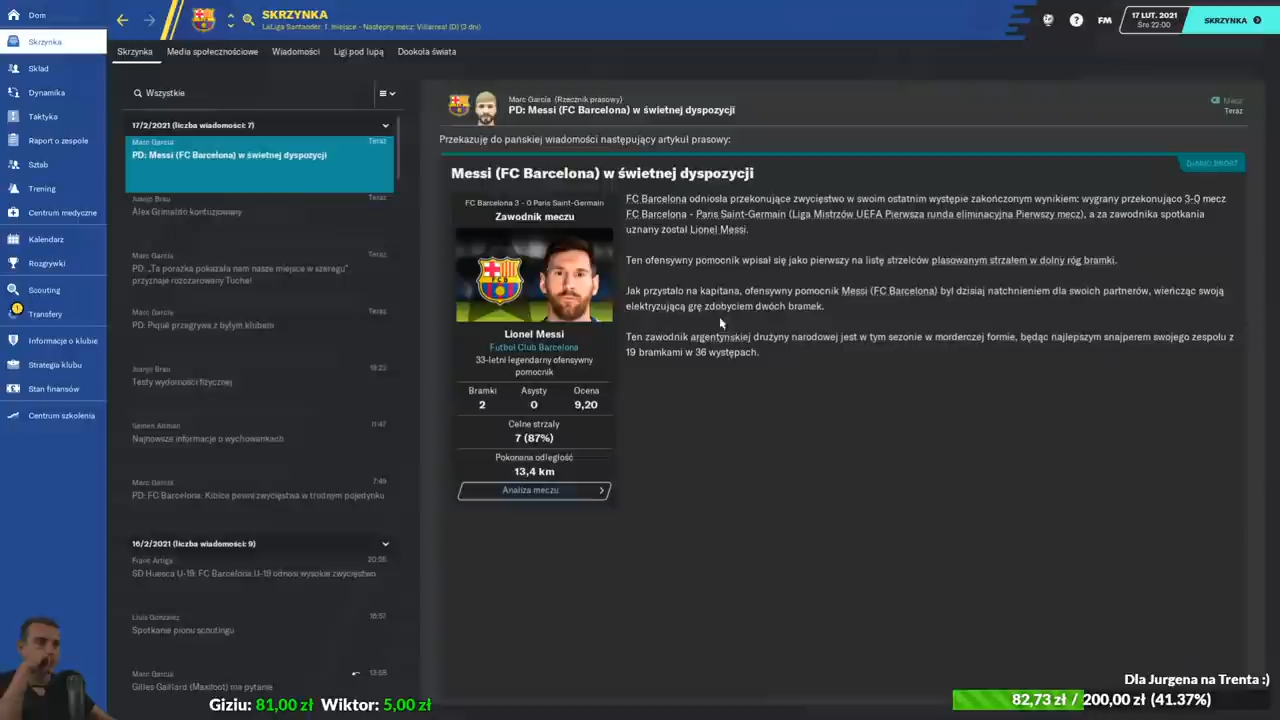 Dom
Skrzynka
Skład
Dynamika
Taktyka
Raport o zespole
Sztab
Trening
Centrum medyczne
Kalendarz
Rozgrywki
Scouting
Transfery
Informacje o klubie
Strategia klubu
Stan finansów
Centrum szkolenia
SKRZYNKA
LaLiga Santander | 1. miejsce - Następny mecz: Villarreal (D) (3 dni)
FM
17 LUT. 2021
Śro 22:00
SKRZYNKA
Skrzynka Media społecznościowe Wiadomości Ligi pod lupą Dookoła świata
Wszystkie
17/2/2021 (liczba wiadomości: 7)
Marc Garcia Teraz
PD: Messi (FC Barcelona) w świetnej dyspozycji
Juanjo Brau Teraz
Àlex Grimaldo kontuzjowany
Marc Garcia Teraz
PD: „Ta porażka pokazała nam nasze miejsce w szeregu”
przyznaje rozczarowany Tuchel
Marc Garcia Teraz
PD: Piqué przegrywa z byłym klubem
Juanjo Brau
Testy wydolności fizycznej
11:47
Najnowsze informacje o wychowankach
Marc Garcia 7:49
PD: FC Barcelona: Kibice pewni zwycięstwa w trudnym pojedynku
16/2/2021 (liczba wiadomości: 9)
Franc Artiga 20:55
SD Huesca U-19: FC Barcelona U-19 odnosi wysokie zwycięstwo
16:57
Spotkanie pionu scoutingu
Marc Garcia 13:58
Gilles Gaillard (Maxifoot) ma pytanie
Marc Garcia (Rzecznik prasowy)
PD: Messi (FC Barcelona) w świetnej dyspozycji
Mecz
Teraz
Przekazuję do pańskiej wiadomości następujący artykuł prasowy:
Messi (FC Barcelona) w świetnej dyspozycji
FC Barcelona 3 - 0 Paris Saint-Germain
Zawodnik meczu
Lionel Messi
Futbol Club Barcelona
33-letni legendarny ofensywny
pomocnik
Bramki Asysty Ocena
2 0 9,20
Celne strzały
7 (87%)
Pokonana odległość
13,4 km
Analiza meczu
FC Barcelona odniosła przekonujące zwycięstwo w swoim ostatnim występie zakończonym wynikiem: wygrany przekonująco 3-0 mecz
FC Barcelona - Paris Saint-Germain (Liga Mistrzów UEFA Pierwsza runda eliminacyjna Pierwszy mecz), a za zawodnika spotkania
uznany został Lionel Messi.
Ten ofensywny pomocnik wpisał się jako pierwszy na listę strzelców plasowanym strzałem w dolny róg bramki.
Jak przystało na kapitana, ofensywny pomocnik Messi (FC Barcelona) był dzisiaj natchnieniem dla swoich partnerów, wieńcząc swoją
elektryzującą grę zdobyciem dwóch bramek.
Ten zawodnik argentyńskiej drużyny narodowej jest w tym sezonie w morderczej formie, będąc najlepszym snajperem swojego zespołu z
19 bramkami w 36 występach.
Dla Jurgena na Trenta :)
Giziu: 81,00 zł Wiktor: 5,00 zł
82,73 zł / 200,00 zł (41.37%)